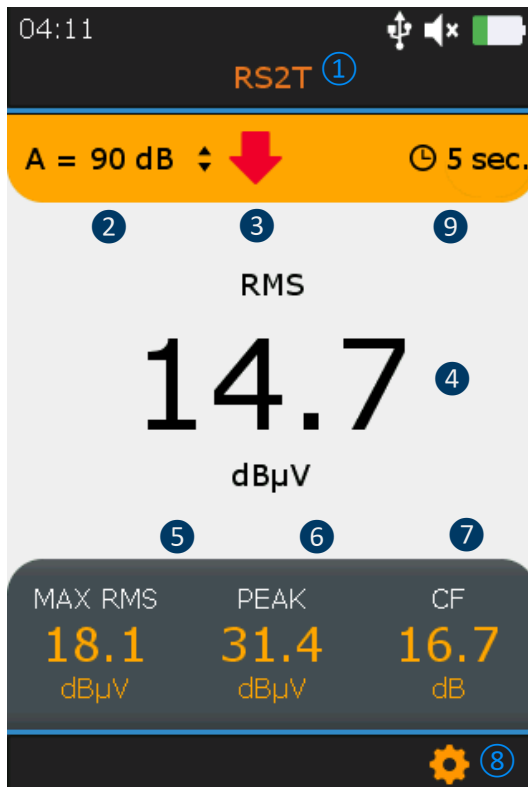 04:11
RS2T 1
A = 90 dB 5 sec.
2 3 9
RMS
14.7 4
dBµV
5 6 7
MAX RMS PEAK CF
18.1 31.4 16.7
dBµV dBµV dB
8